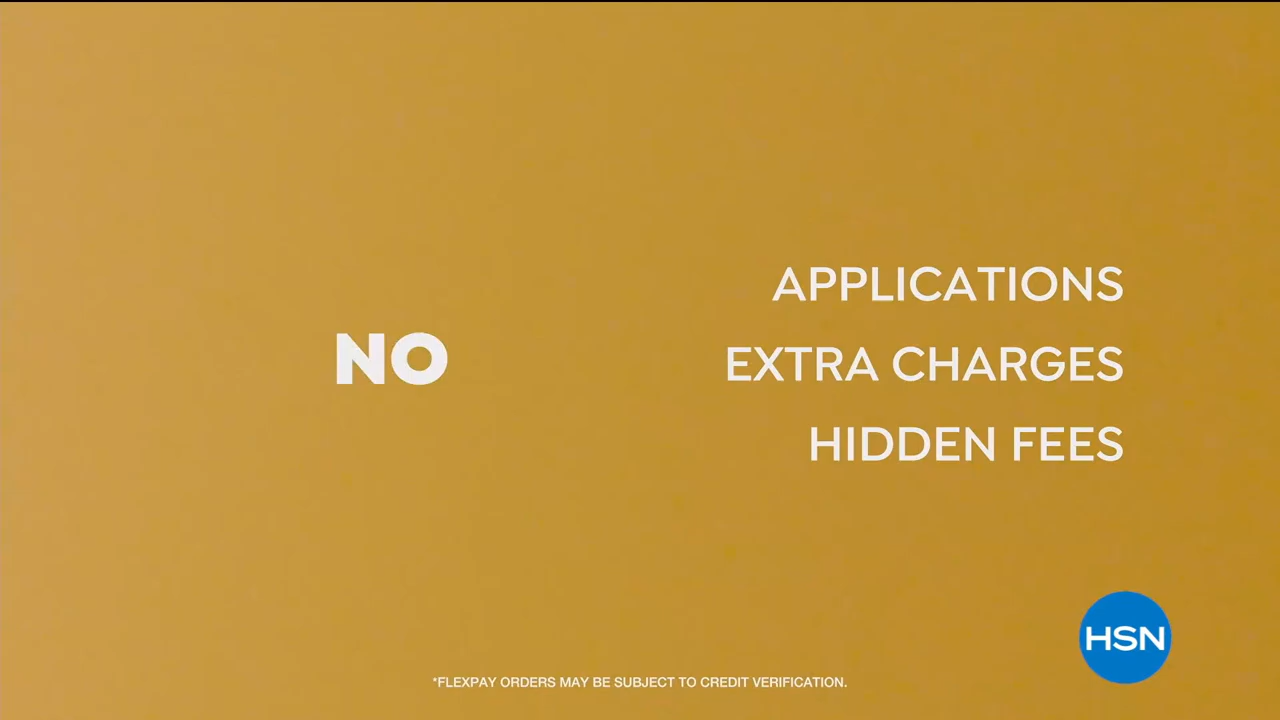 NO
APPLICATIONS
EXTRA CHARGES
HIDDEN FEES
HSN
*FLEXPAY ORDERS MAY BE SUBJECT TO CREDIT VERIFICATION.